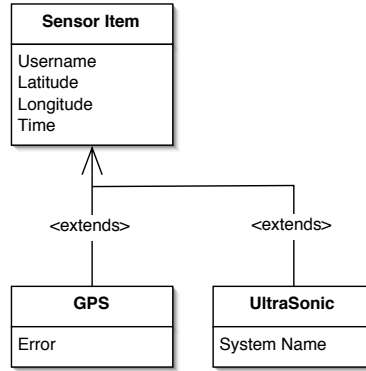 Sensor Item
Username
Latitude
Longitude
Time
<extends>
<extends>
GPS
Error
UltraSonic
System Name